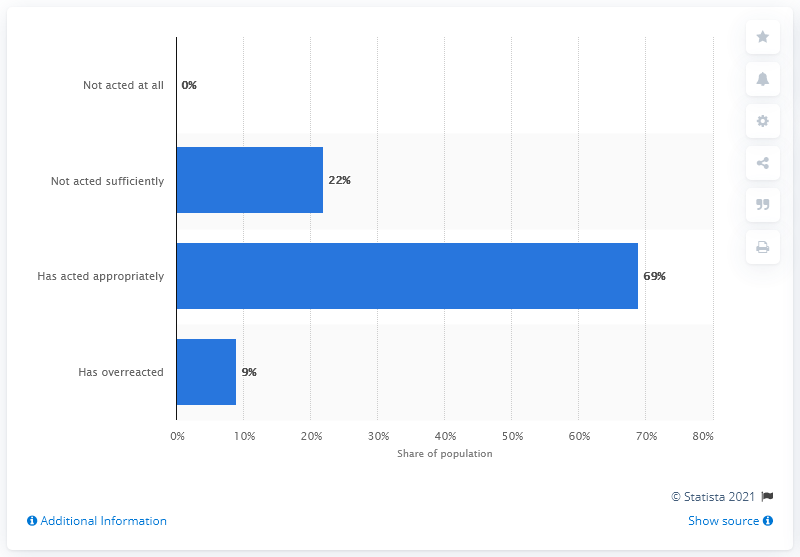 Not acted at all 0%
Not acted sufficiently 22%
Has acted appropriately 69%
Has overreacted 9%
0% 10% 20% 30% 40% 50% 60% 70% 80%
Share of population
© Statista 2021
Additional Information Show source